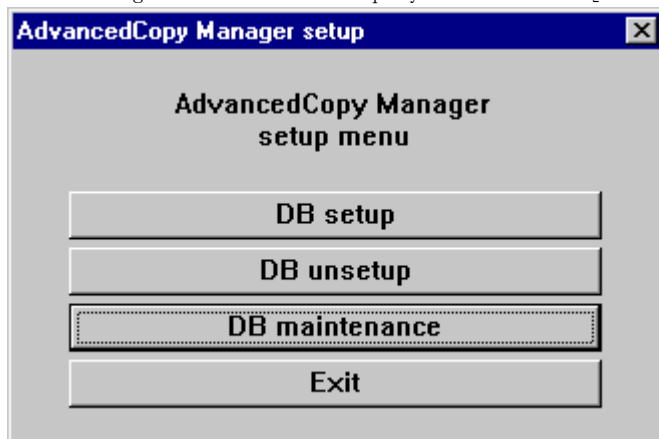 AdvancedCopy Manager setup
AdvancedCopy Manager
setup menu
DB setup
DB unsetup
DB maintenance
Exit